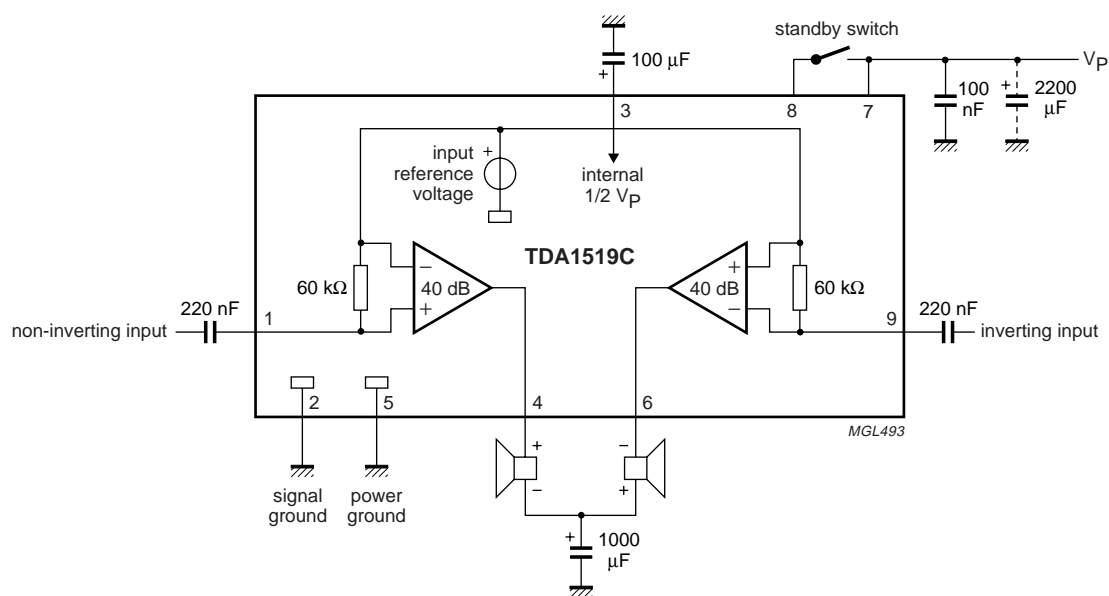 standby switch
100 μF
+
VP
3
8
7
100
nF
+
2200
μF
input
reference
voltage
+
internal
1/2 VP
TDA1519C
60 kΩ
−
+
40 dB
40 dB
+
−
60 kΩ
220 nF
non-inverting input
1
9
220 nF
inverting input
2
5
4
6
MGL493
signal
ground
power
ground
+
−
−
+
+
1000
μF